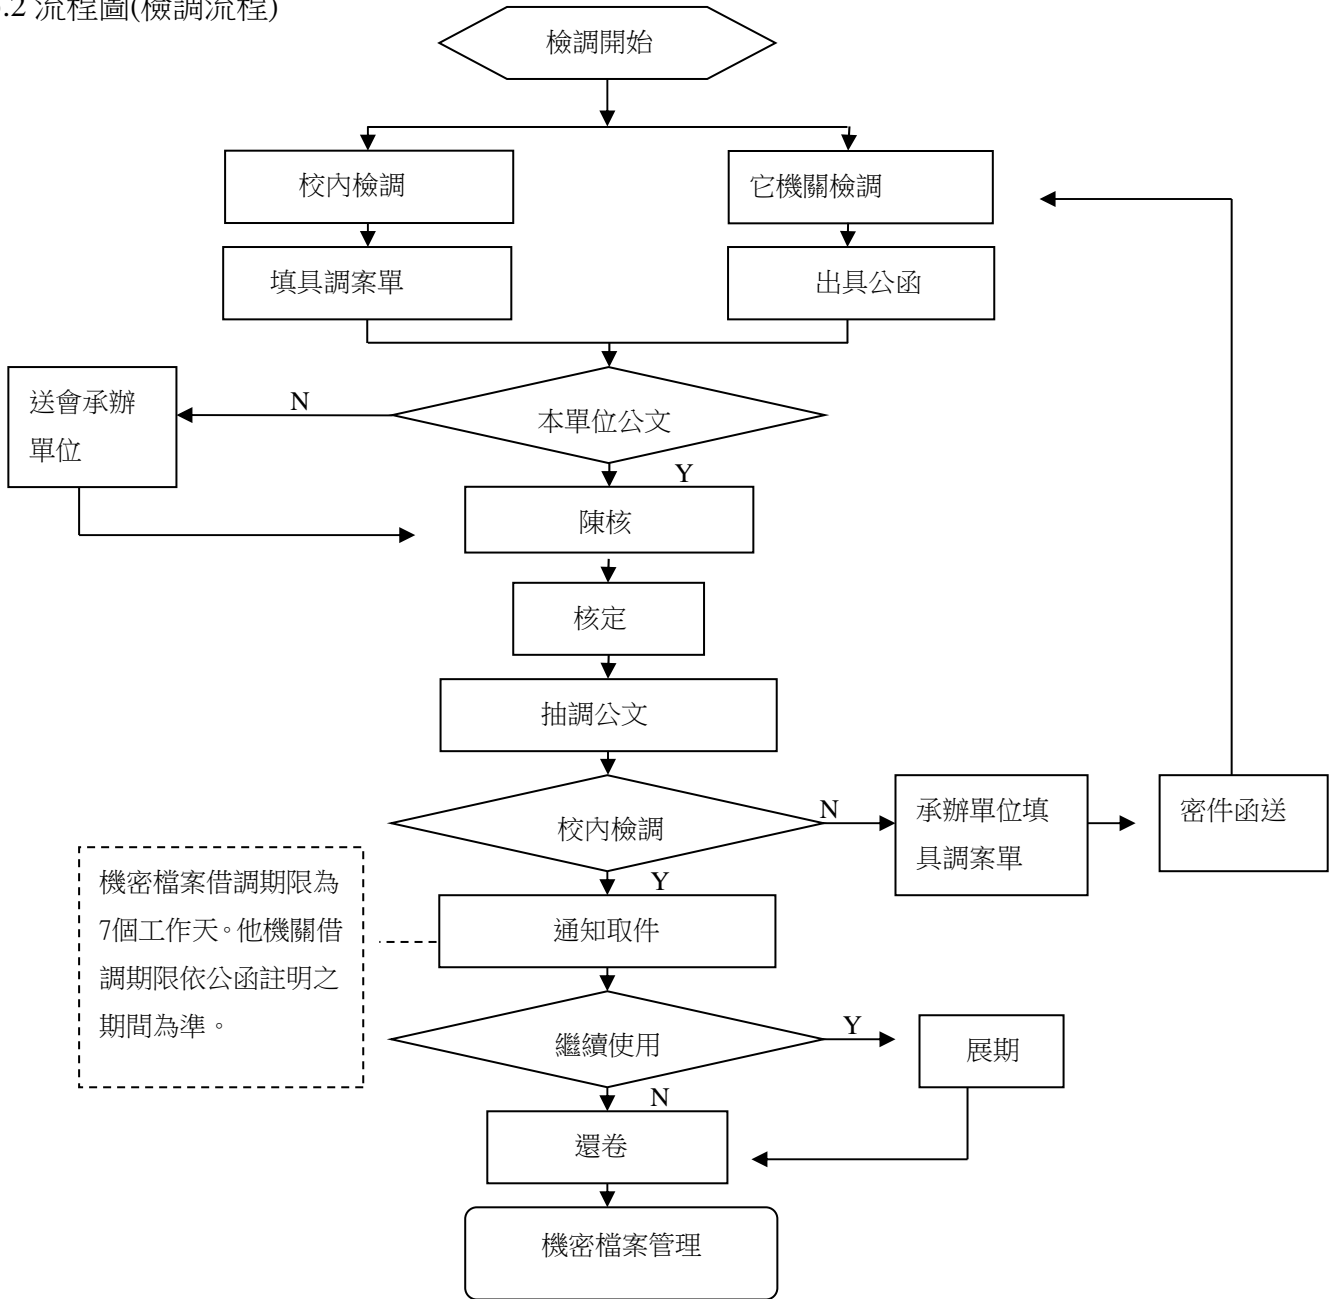 .2 流程圖(檢調流程)
檢調開始
校內檢調
它機關檢調
填具調案單
出具公函
送會承辦
單位
N
本單位公文
Y
陳核
核定
抽調公文
校內檢調
N
承辦單位填
具調案單
密件函送
Y
機密檔案借調期限為
7個工作天。他機關借
調期限依公函註明之
期間為準。
通知取件
繼續使用
Y
展期
N
還卷
機密檔案管理